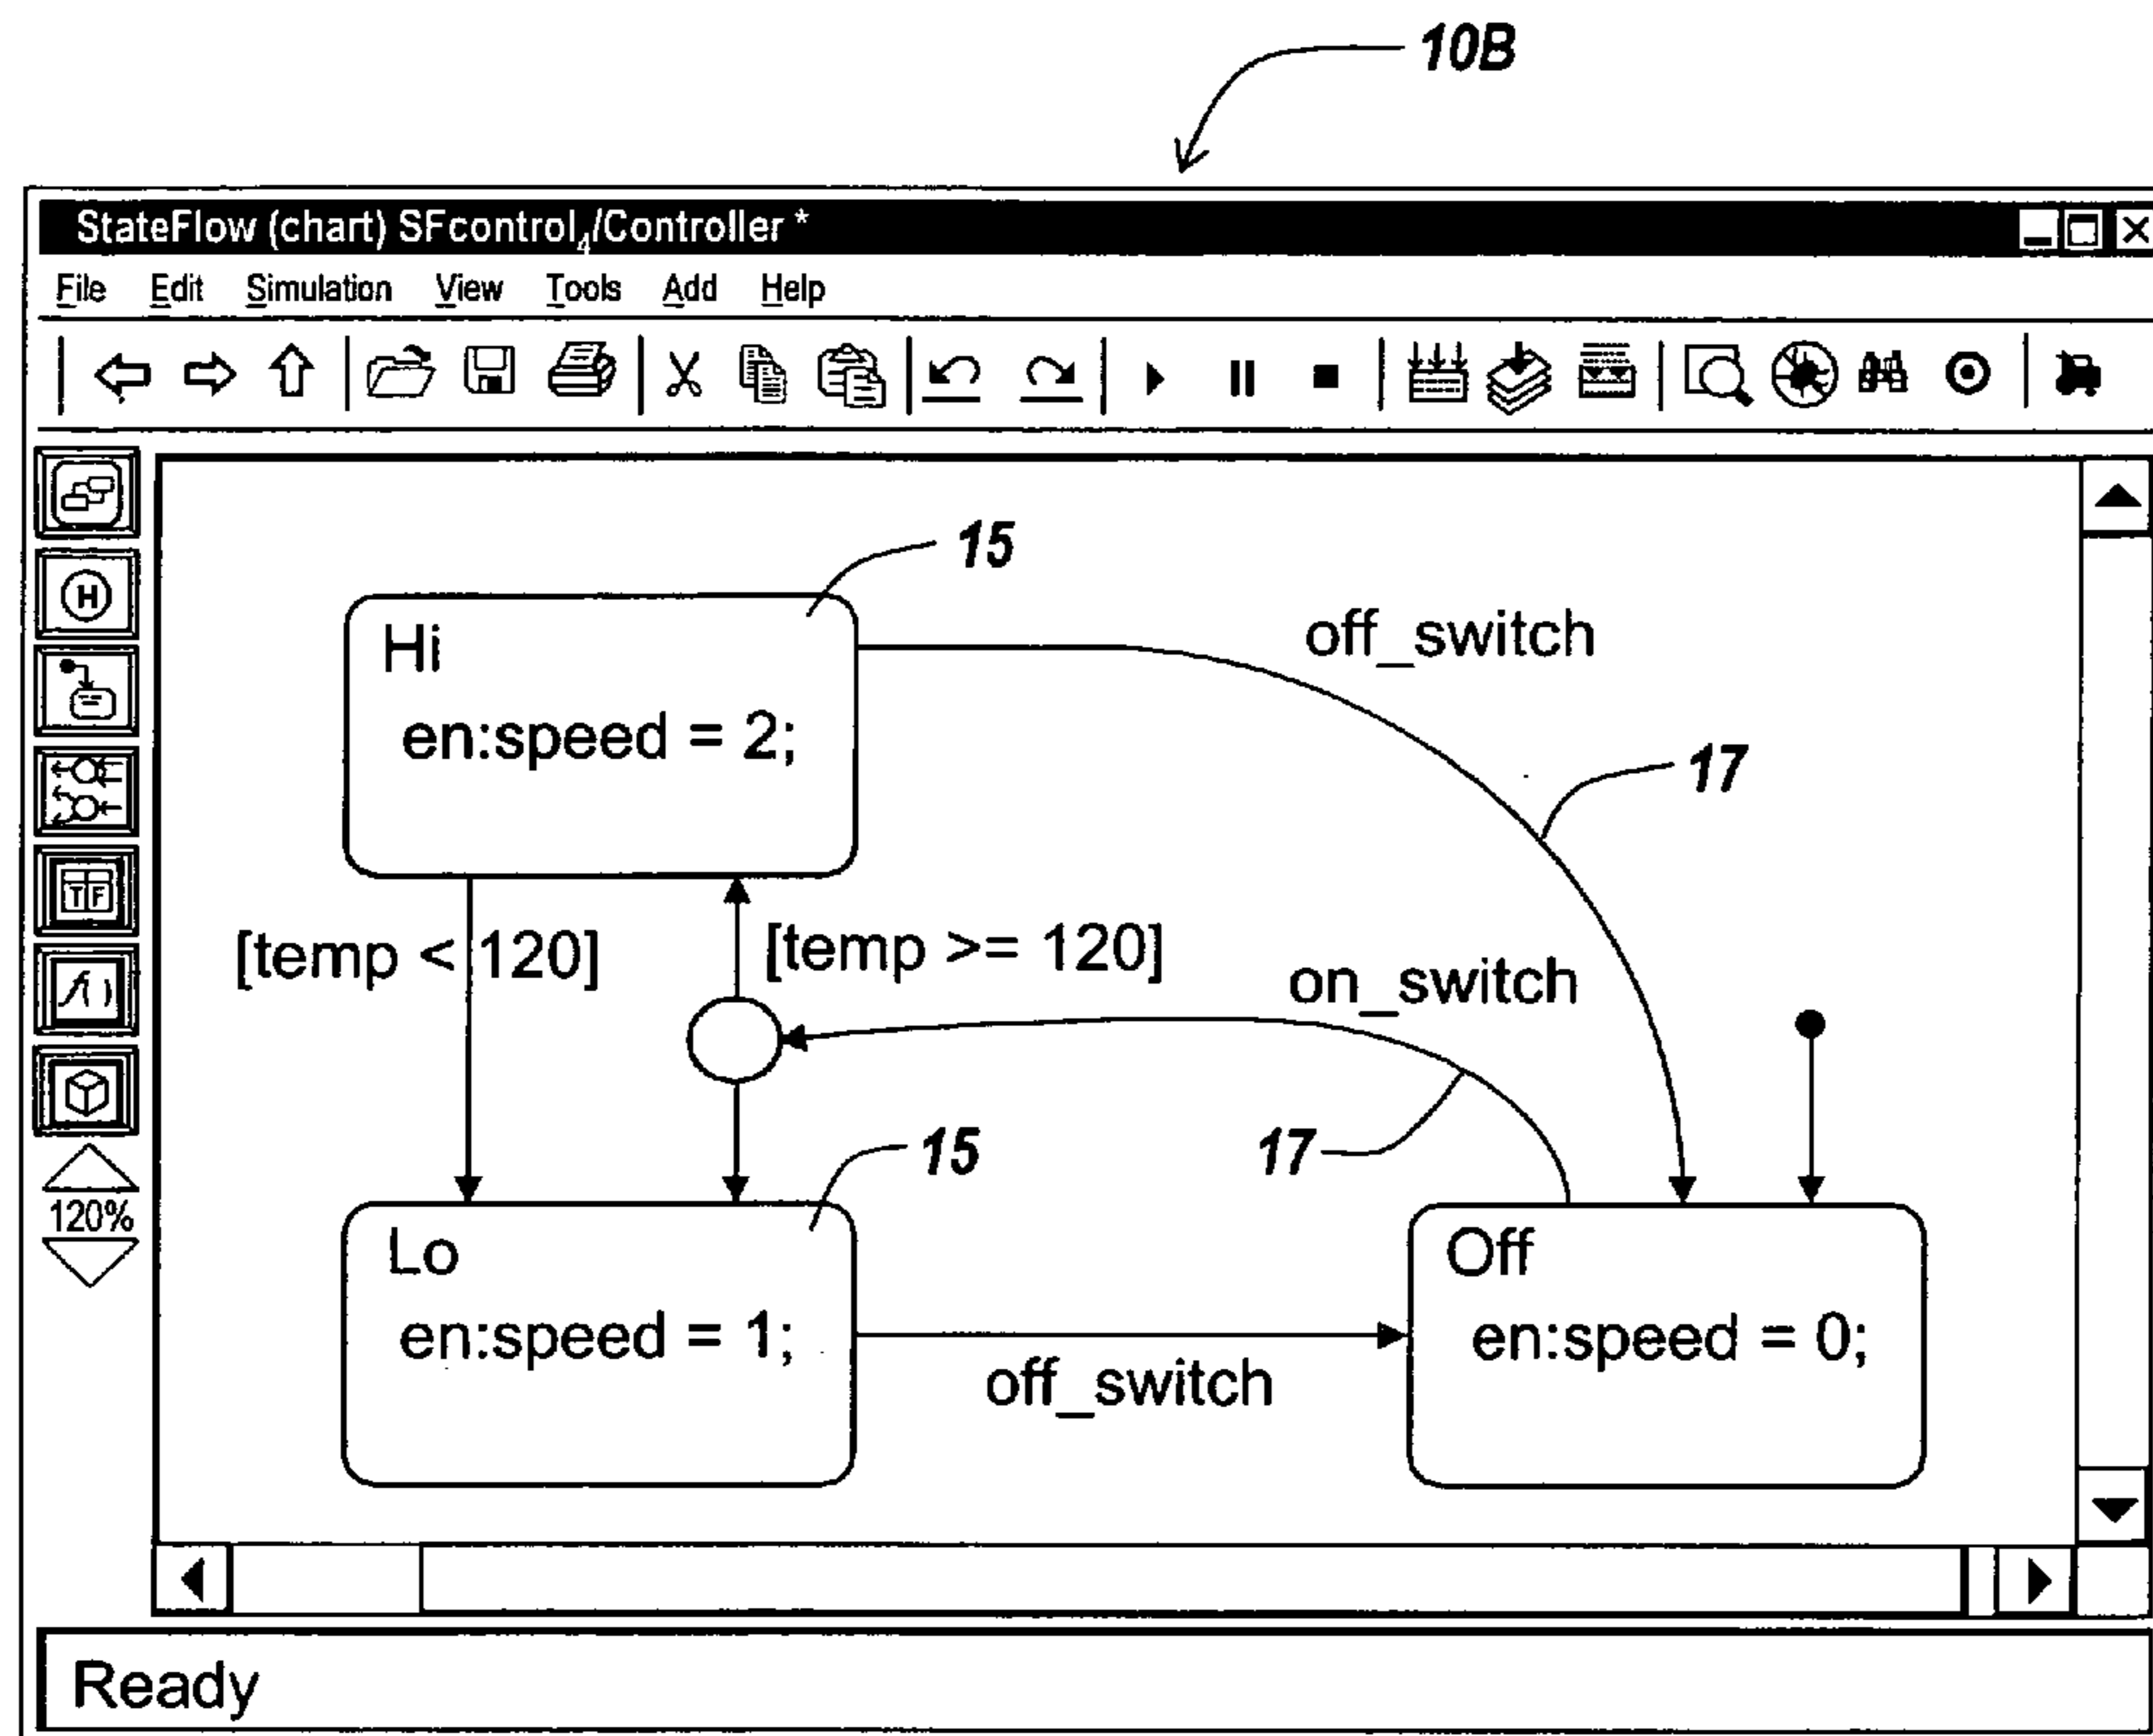 10B
StateFlow (chart) SFcontrol4/Controller *
File Edit Simulation View Tools Add Help
H
15
Hi
off_switch
en:speed = 2;
17
T F
[temp < 120] [temp >= 120]
f( )
on_switch
15
17
120%
Lo
Off
en:speed = 1;
en:speed = 0;
off_switch
Ready